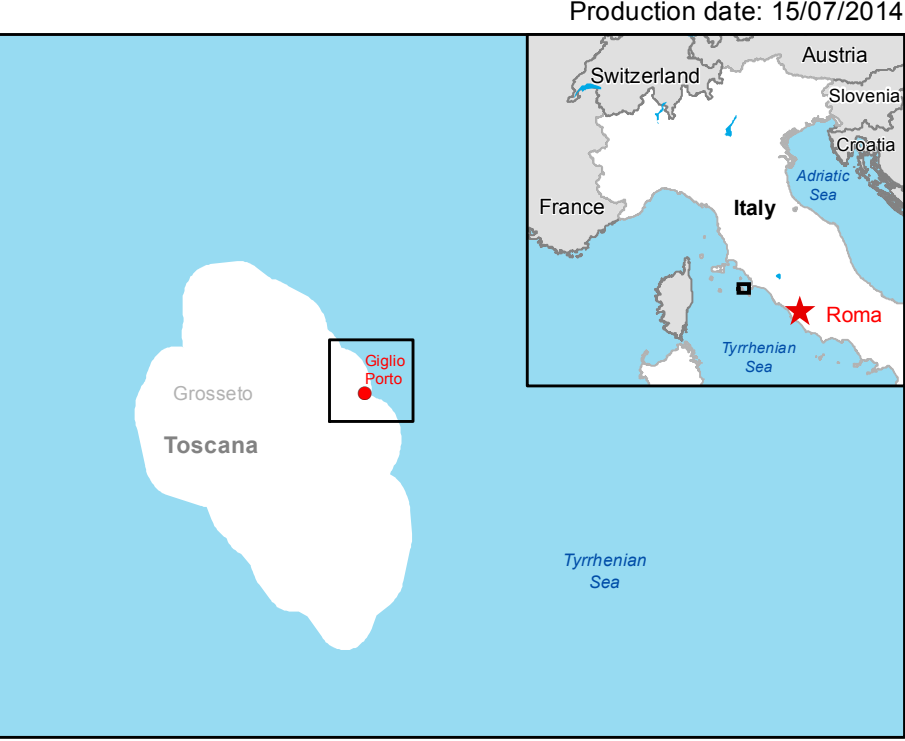 Production date: 15/07/2014
Austria
Switzerland
Slovenia
Croatia
Adriatic
Sea
France
Italy
Roma
Tyrrhenian
Sea
Giglio
Porto
Grosseto
Toscana
Tyrrhenian
Sea